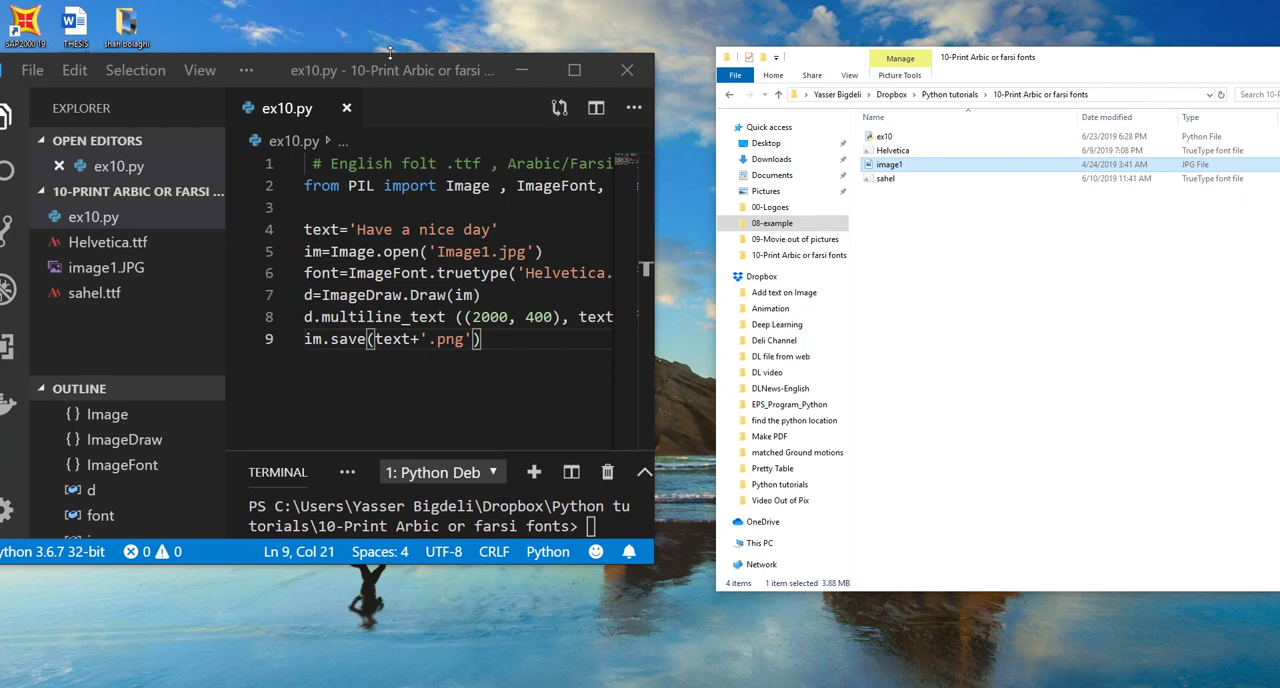 SAP2000 19
THESIS
shah bolaghi
File Edit Selection View ··· ex10.py - 10-Print Arbic or farsi ...
EXPLORER
OPEN EDITORS
ex10.py
10-PRINT ARBIC OR FARSI ...
ex10.py
Helvetica.ttf
image1.JPG
sahel.ttf
OUTLINE
{ } Image
{ } ImageDraw
{ } ImageFont
d
font
ex10.py
ex10.py ...
1 # English folt .ttf , Arabic/Farsi
2 from PIL import Image , ImageFont,
3
4 text='Have a nice day'
5 im=Image.open('Image1.jpg')
6 font=ImageFont.truetype('Helvetica.
7 d=ImageDraw.Draw(im)
8 d.multiline_text ((2000, 400), text
9 im.save(text+'.png')
TERMINAL ··· 1: Python Deb
PS C:\Users\Yasser Bigdeli\Dropbox\Python tu
torials\10-Print Arbic or farsi fonts>
ython 3.6.7 32-bit 0 0 Ln 9, Col 21 Spaces: 4 UTF-8 CRLF Python
Manage 10-Print Arbic or farsi fonts
File Home Share View Picture Tools
Yasser Bigdeli Dropbox Python tutorials 10-Print Arbic or farsi fonts Search 10-P
Quick access
Desktop
Downloads
Documents
Pictures
00-Logoes
08-example
09-Movie out of pictures
10-Print Arbic or farsi fonts
Dropbox
Add text on Image
Animation
Deep Learning
Deli Channel
DL file from web
DL video
DLNews-English
EPS_Program_Python
find the python location
Make PDF
matched Ground motions
Pretty Table
Python tutorials
Video Out of Pix
OneDrive
This PC
Network
Name Date modified Type
ex10 6/23/2019 6:28 PM Python File
Helvetica 6/9/2019 7:08 PM TrueType font file
image1 4/24/2019 3:41 AM JPG File
sahel 6/10/2019 11:41 AM TrueType font file
4 items 1 item selected 3.88 MB